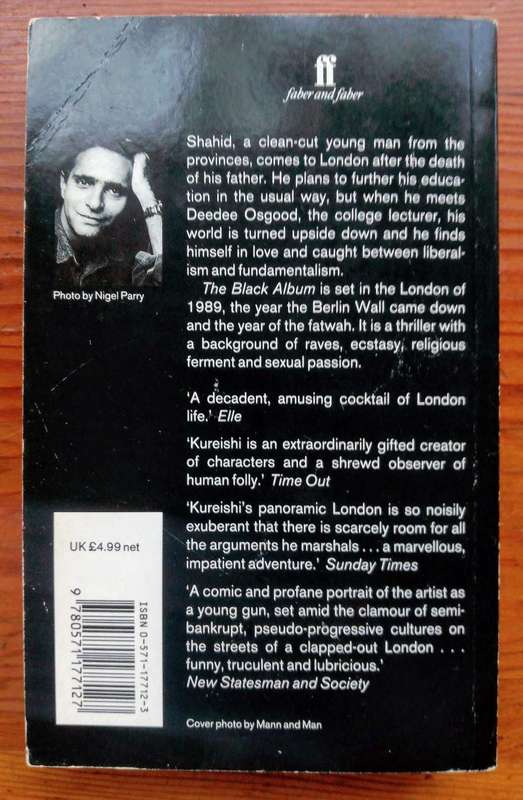 ff
faber and faber
Shahid, a clean-cut young man from the
provinces, comes to London after the death
of his father. He plans to further his educa-
tion in the usual way, but when he meets
Deedee Osgood, the college lecturer, his
world is turned upside down and he finds
himself in love and caught between liberal-
ism and fundamentalism.
The Black Album is set in the London of
1989, the year the Berlin Wall came down
and the year of the fatwah. It is a thriller with
a background of raves, ecstasy, religious
ferment and sexual passion.
Photo by Nigel Parry
‘A decadent, amusing cocktail of London
life.’ Elle
‘Kureishi is an extraordinarily gifted creator
of characters and a shrewd observer of
human folly.’ Time Out
‘Kureishi’s panoramic London is so noisily
exuberant that there is scarcely room for all
the arguments he marshals . . . a marvellous,
impatient adventure.’ Sunday Times
‘A comic and profane portrait of the artist as
a young gun, set amid the clamour of semi-
bankrupt, pseudo-progressive cultures on
the streets of a clapped-out London . . .
funny, truculent and lubricious.’
New Statesman and Society
UK £4.99 net
ISBN 0-571-17712-3
9 780571 177127
Cover photo by Mann and Man